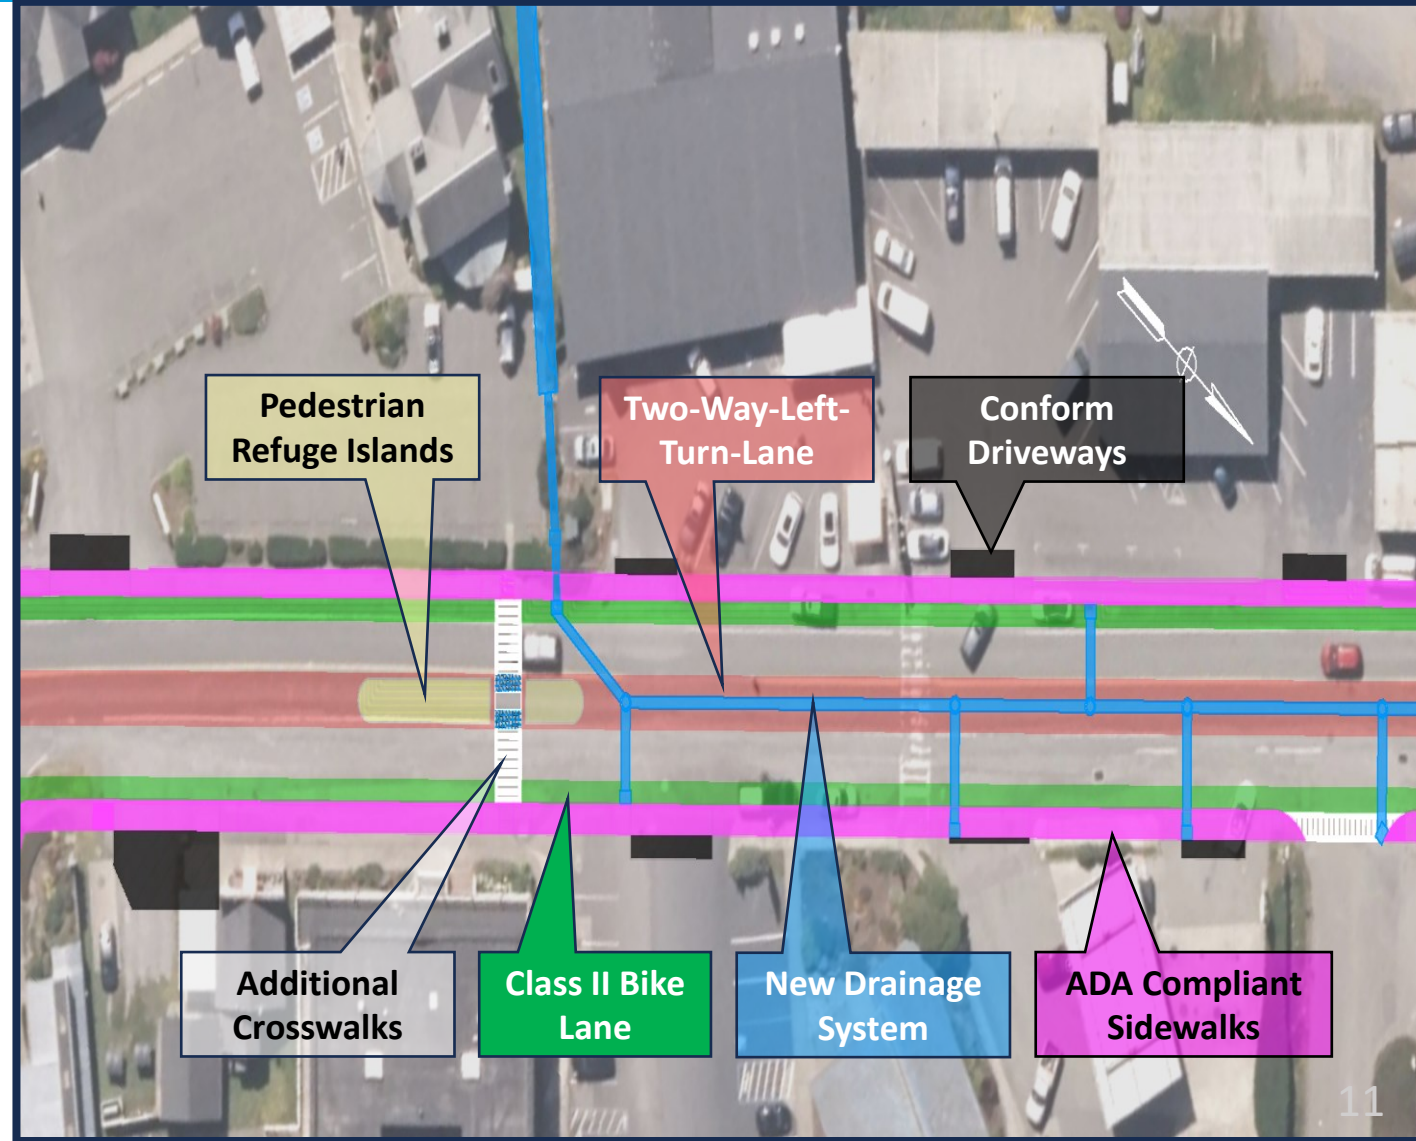 Pedestrian
Refuge Islands
Two-Way-Left-
Turn-Lane
Conform
Driveways
Additional
Crosswalks
Class II Bike
Lane
New Drainage
System
ADA Compliant
Sidewalks
11